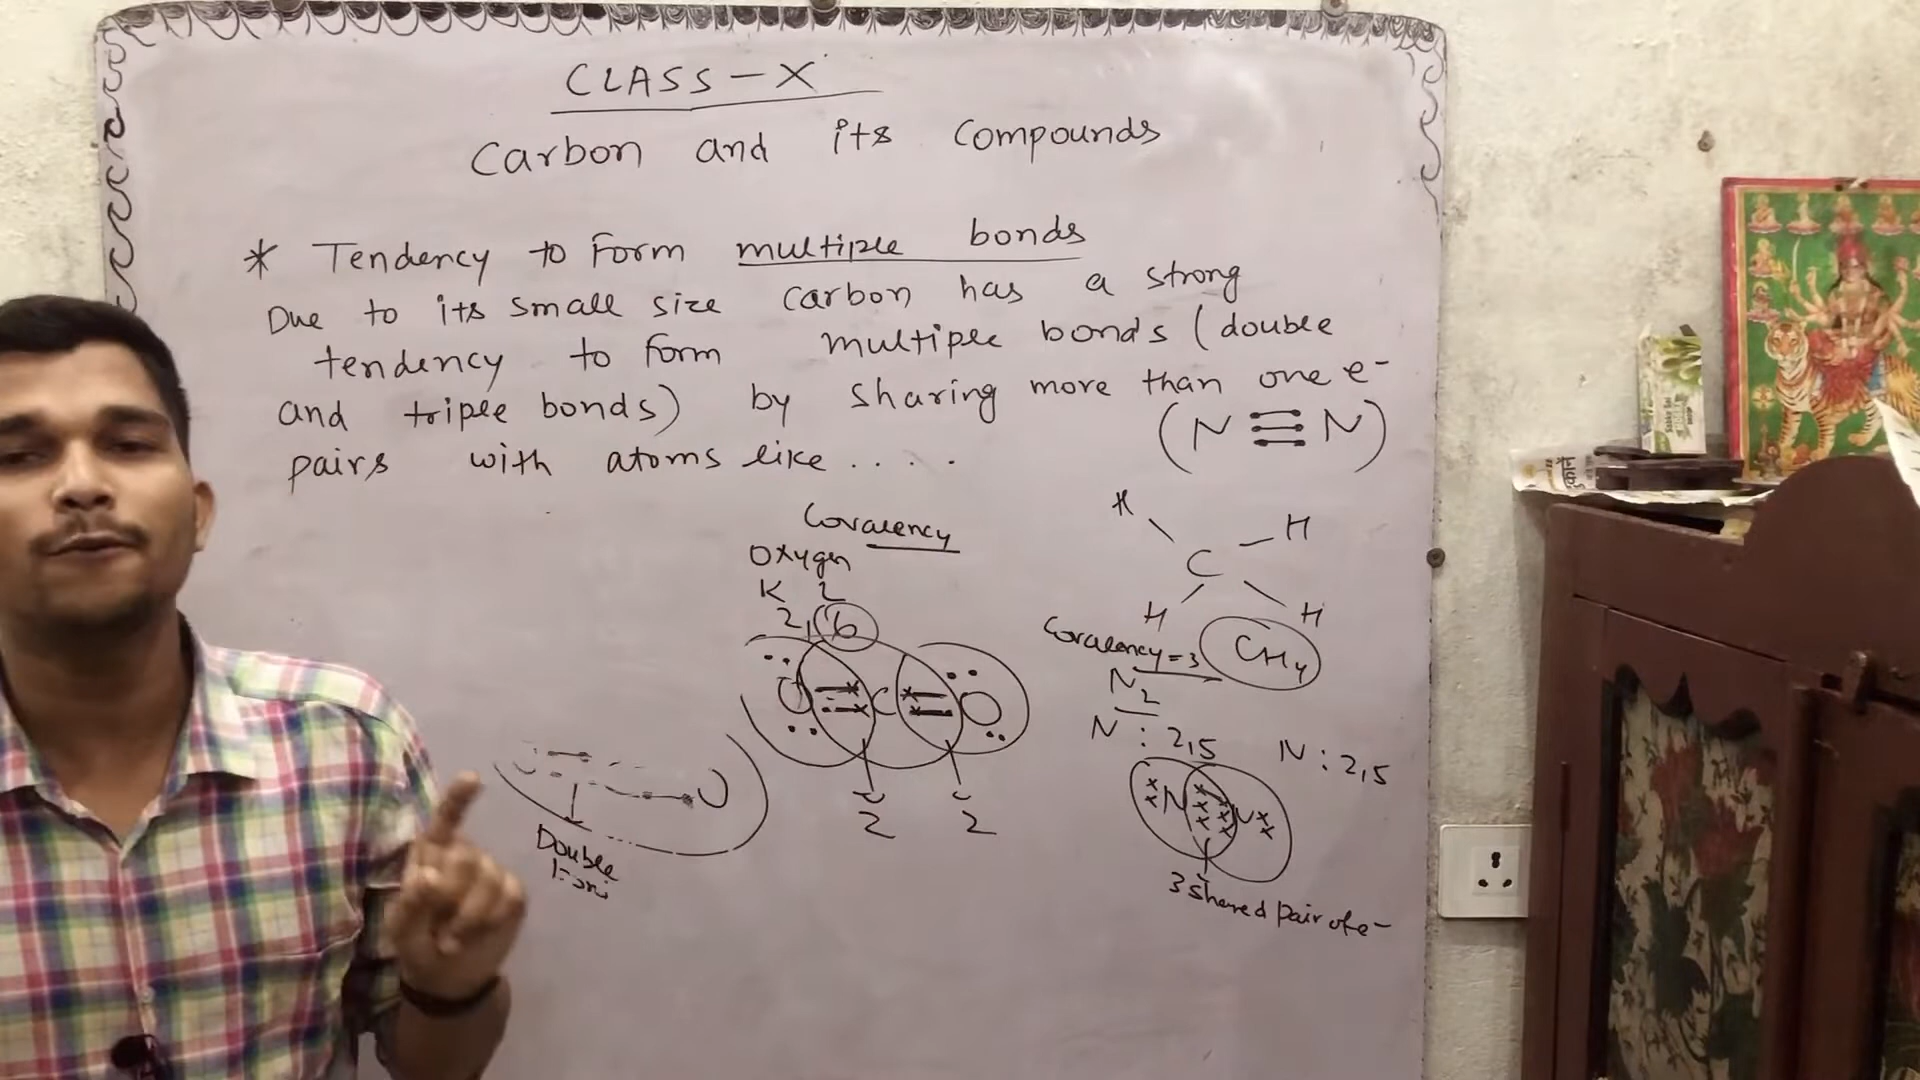 CLASS - X
Carbon and its Compounds
* Tendency to Form multiple bonds
Due to its small size carbon has a strong
tendency to form multiple bonds (double
and triple bonds) by sharing more than one e-
pairs with atoms like ....
(N ≡ N)
Covalency
Oxygen
K L
2,6
O C O
2 2
Double
H
H
C
H
H
CH4
Covalency = 3
N2
N : 2,5
N : 2,5
N
3 shared pair of e-